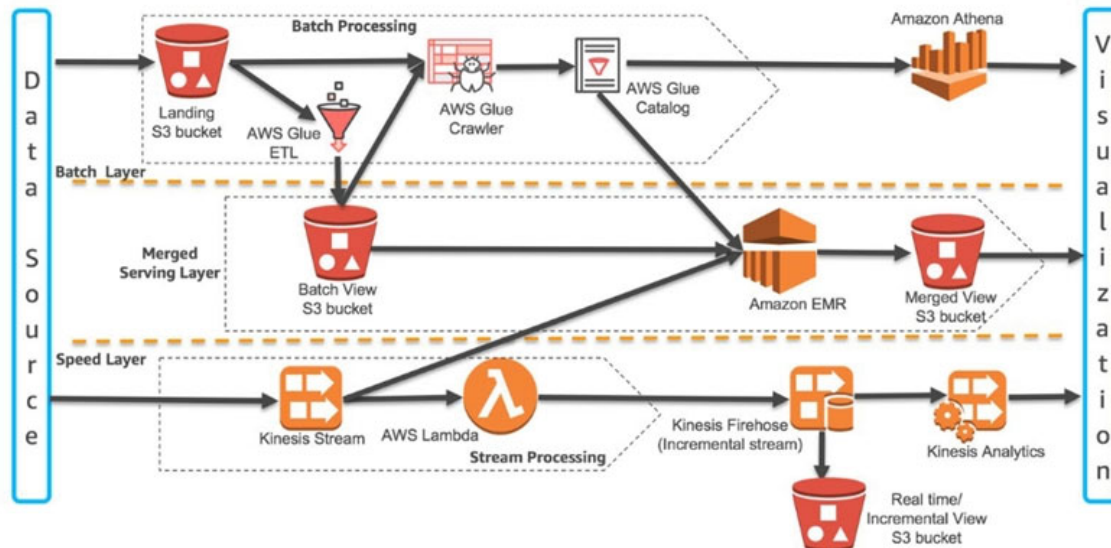 Data Source
Batch Processing
Landing
S3 bucket
AWS Glue
ETL
AWS Glue
Crawler
AWS Glue
Catalog
Amazon Athena
Visualization
Batch Layer
Merged
Serving Layer
Batch View
S3 bucket
Amazon EMR
Merged View
S3 bucket
Speed Layer
Kinesis Stream
AWS Lambda
Stream Processing
Kinesis Firehose
(Incremental stream)
Kinesis Analytics
Real time/
Incremental View
S3 bucket